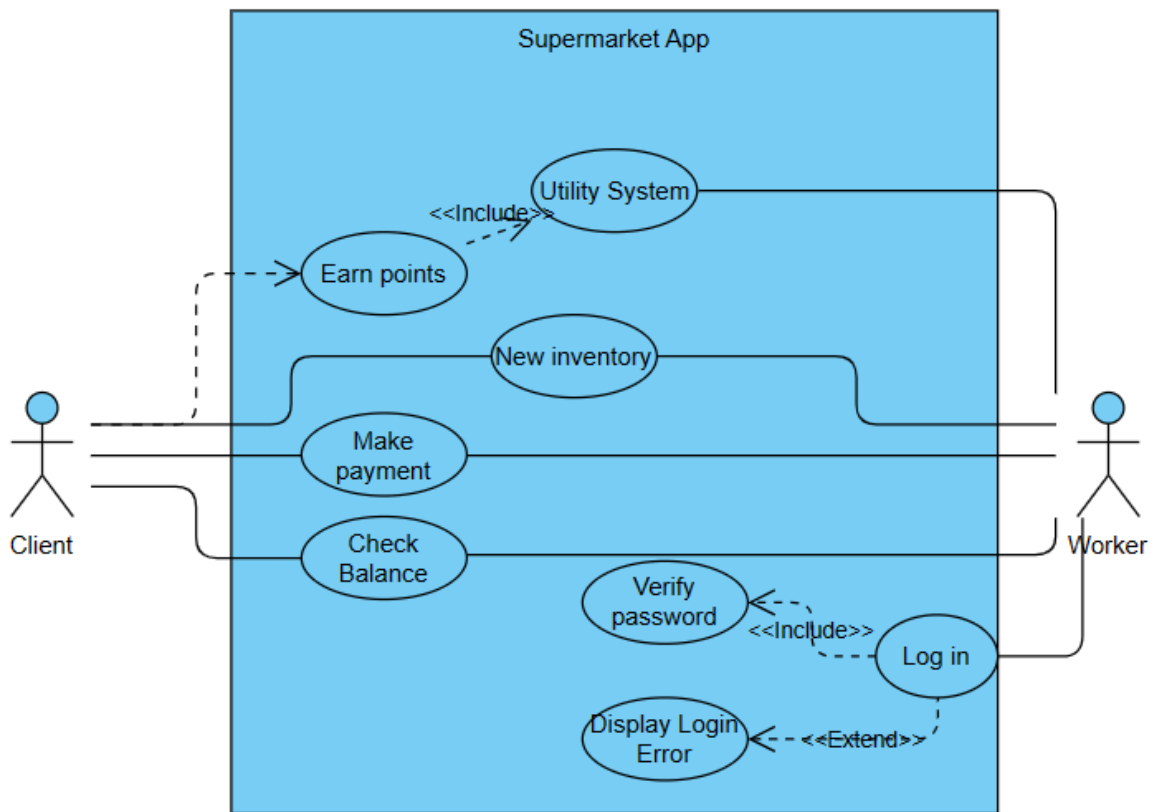 Supermarket App
Utility System
<<Include>>
Earn points
New inventory
Make
payment
Client
Worker
Check
Balance
Verify
password
<<Include>>
Log in
Display Login
Error
<<Extend>>